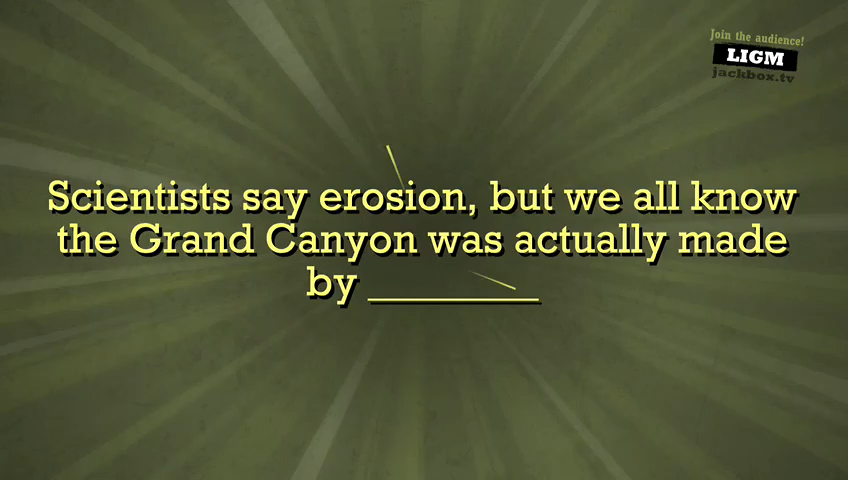 Join the audience!
LIGM
jackbox.tv
Scientists say erosion, but we all know
the Grand Canyon was actually made
by ________